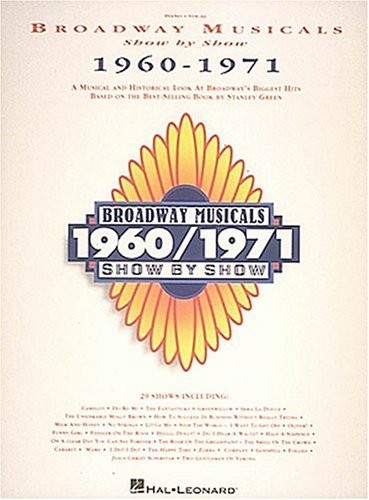 PIANO • VOCAL
BROADWAY MUSICALS
Show by Show
1960-1971
A MUSICAL AND HISTORICAL LOOK AT BROADWAY'S BIGGEST HITS
BASED ON THE BEST-SELLING BOOK BY STANLEY GREEN
BROADWAY MUSICALS
1960/1971
SHOW BY SHOW
29 SHOWS INCLUDING:
CAMELOT • DO RE MI • THE FANTASTICKS • GREENWILLOW • IRMA LA DOUCE
THE UNSINKABLE MOLLY BROWN • HOW TO SUCCEED IN BUSINESS WITHOUT REALLY TRYING
MILK AND HONEY • NO STRINGS • LITTLE ME • STOP THE WORLD – I WANT TO GET OFF • OLIVER!
FUNNY GIRL • FIDDLER ON THE ROOF • HELLO, DOLLY! • DO I HEAR A WALTZ? • HALF A SIXPENCE
ON A CLEAR DAY YOU CAN SEE FOREVER • THE ROAR OF THE GREASEPAINT – THE SMELL OF THE CROWD
CABARET • MAME • I DO! I DO! • THE HAPPY TIME • ZORBA • COMPANY • GODSPELL • FOLLIES
JESUS CHRIST SUPERSTAR • TWO GENTLEMEN OF VERONA
HAL•LEONARD